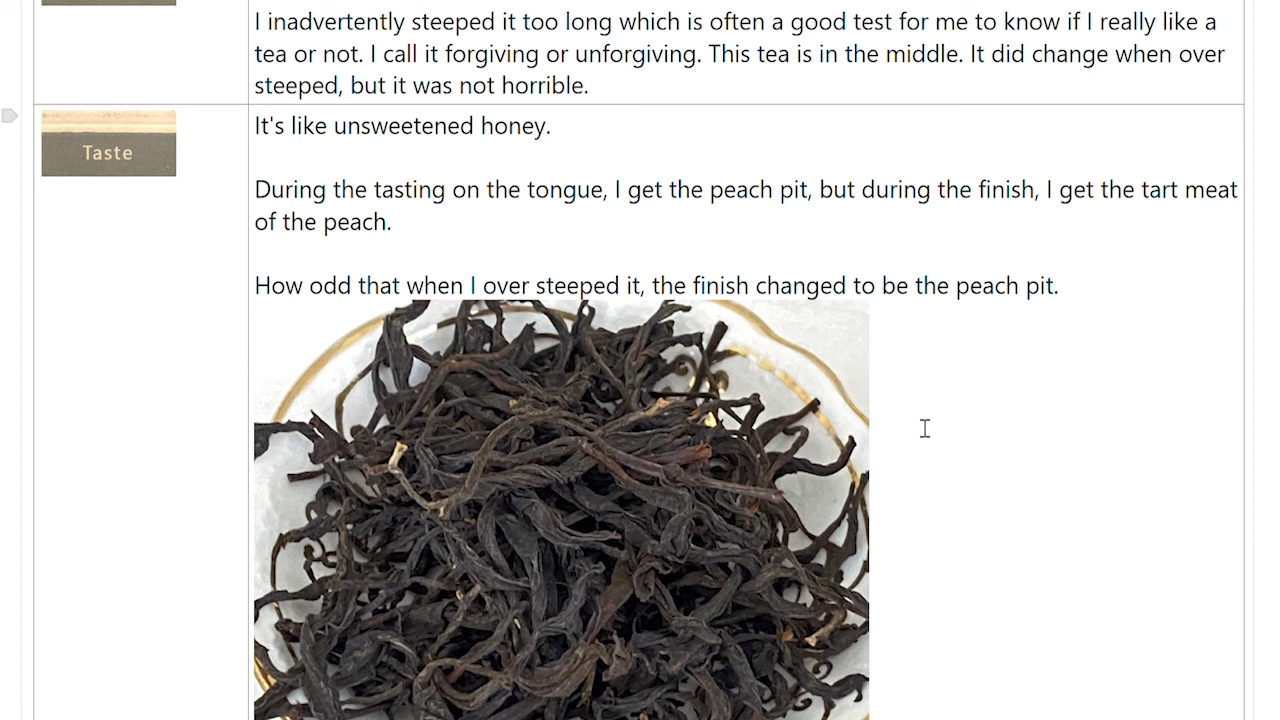 I inadvertently steeped it too long which is often a good test for me to know if I really like a
tea or not. I call it forgiving or unforgiving. This tea is in the middle. It did change when over
steeped, but it was not horrible.
Taste
It's like unsweetened honey.
During the tasting on the tongue, I get the peach pit, but during the finish, I get the tart meat
of the peach.
How odd that when I over steeped it, the finish changed to be the peach pit.